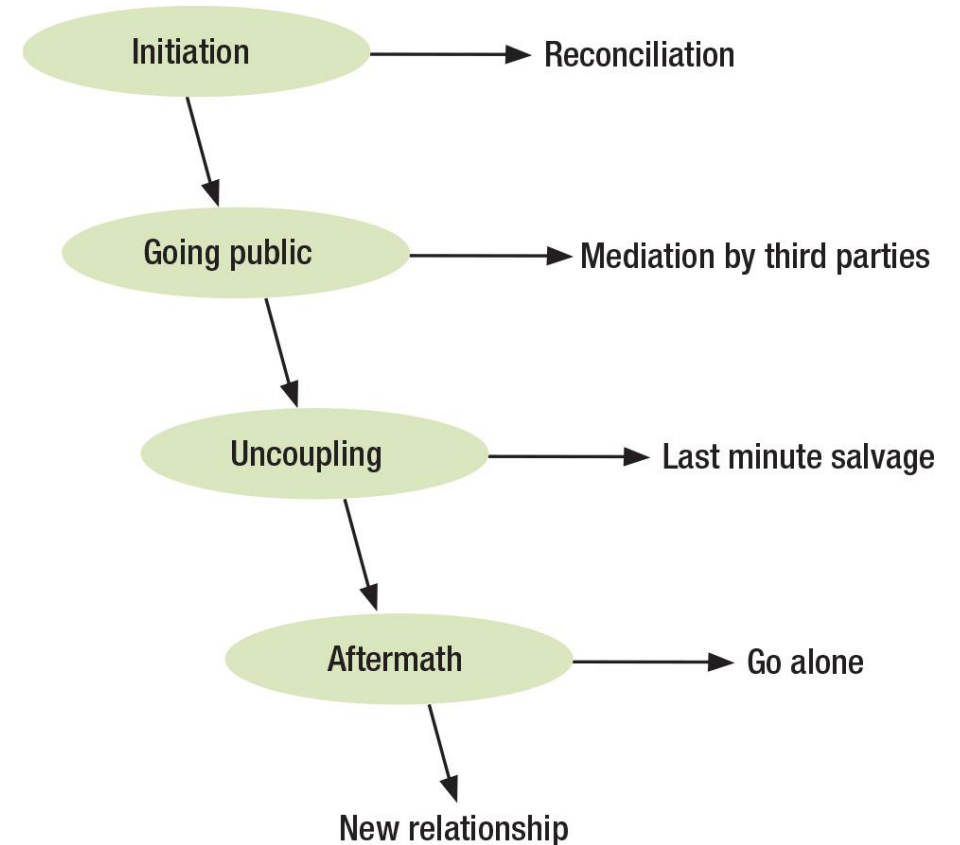 Initiation
Reconciliation
Going public
Mediation by third parties
Uncoupling
Last minute salvage
Aftermath
Go alone
New relationship